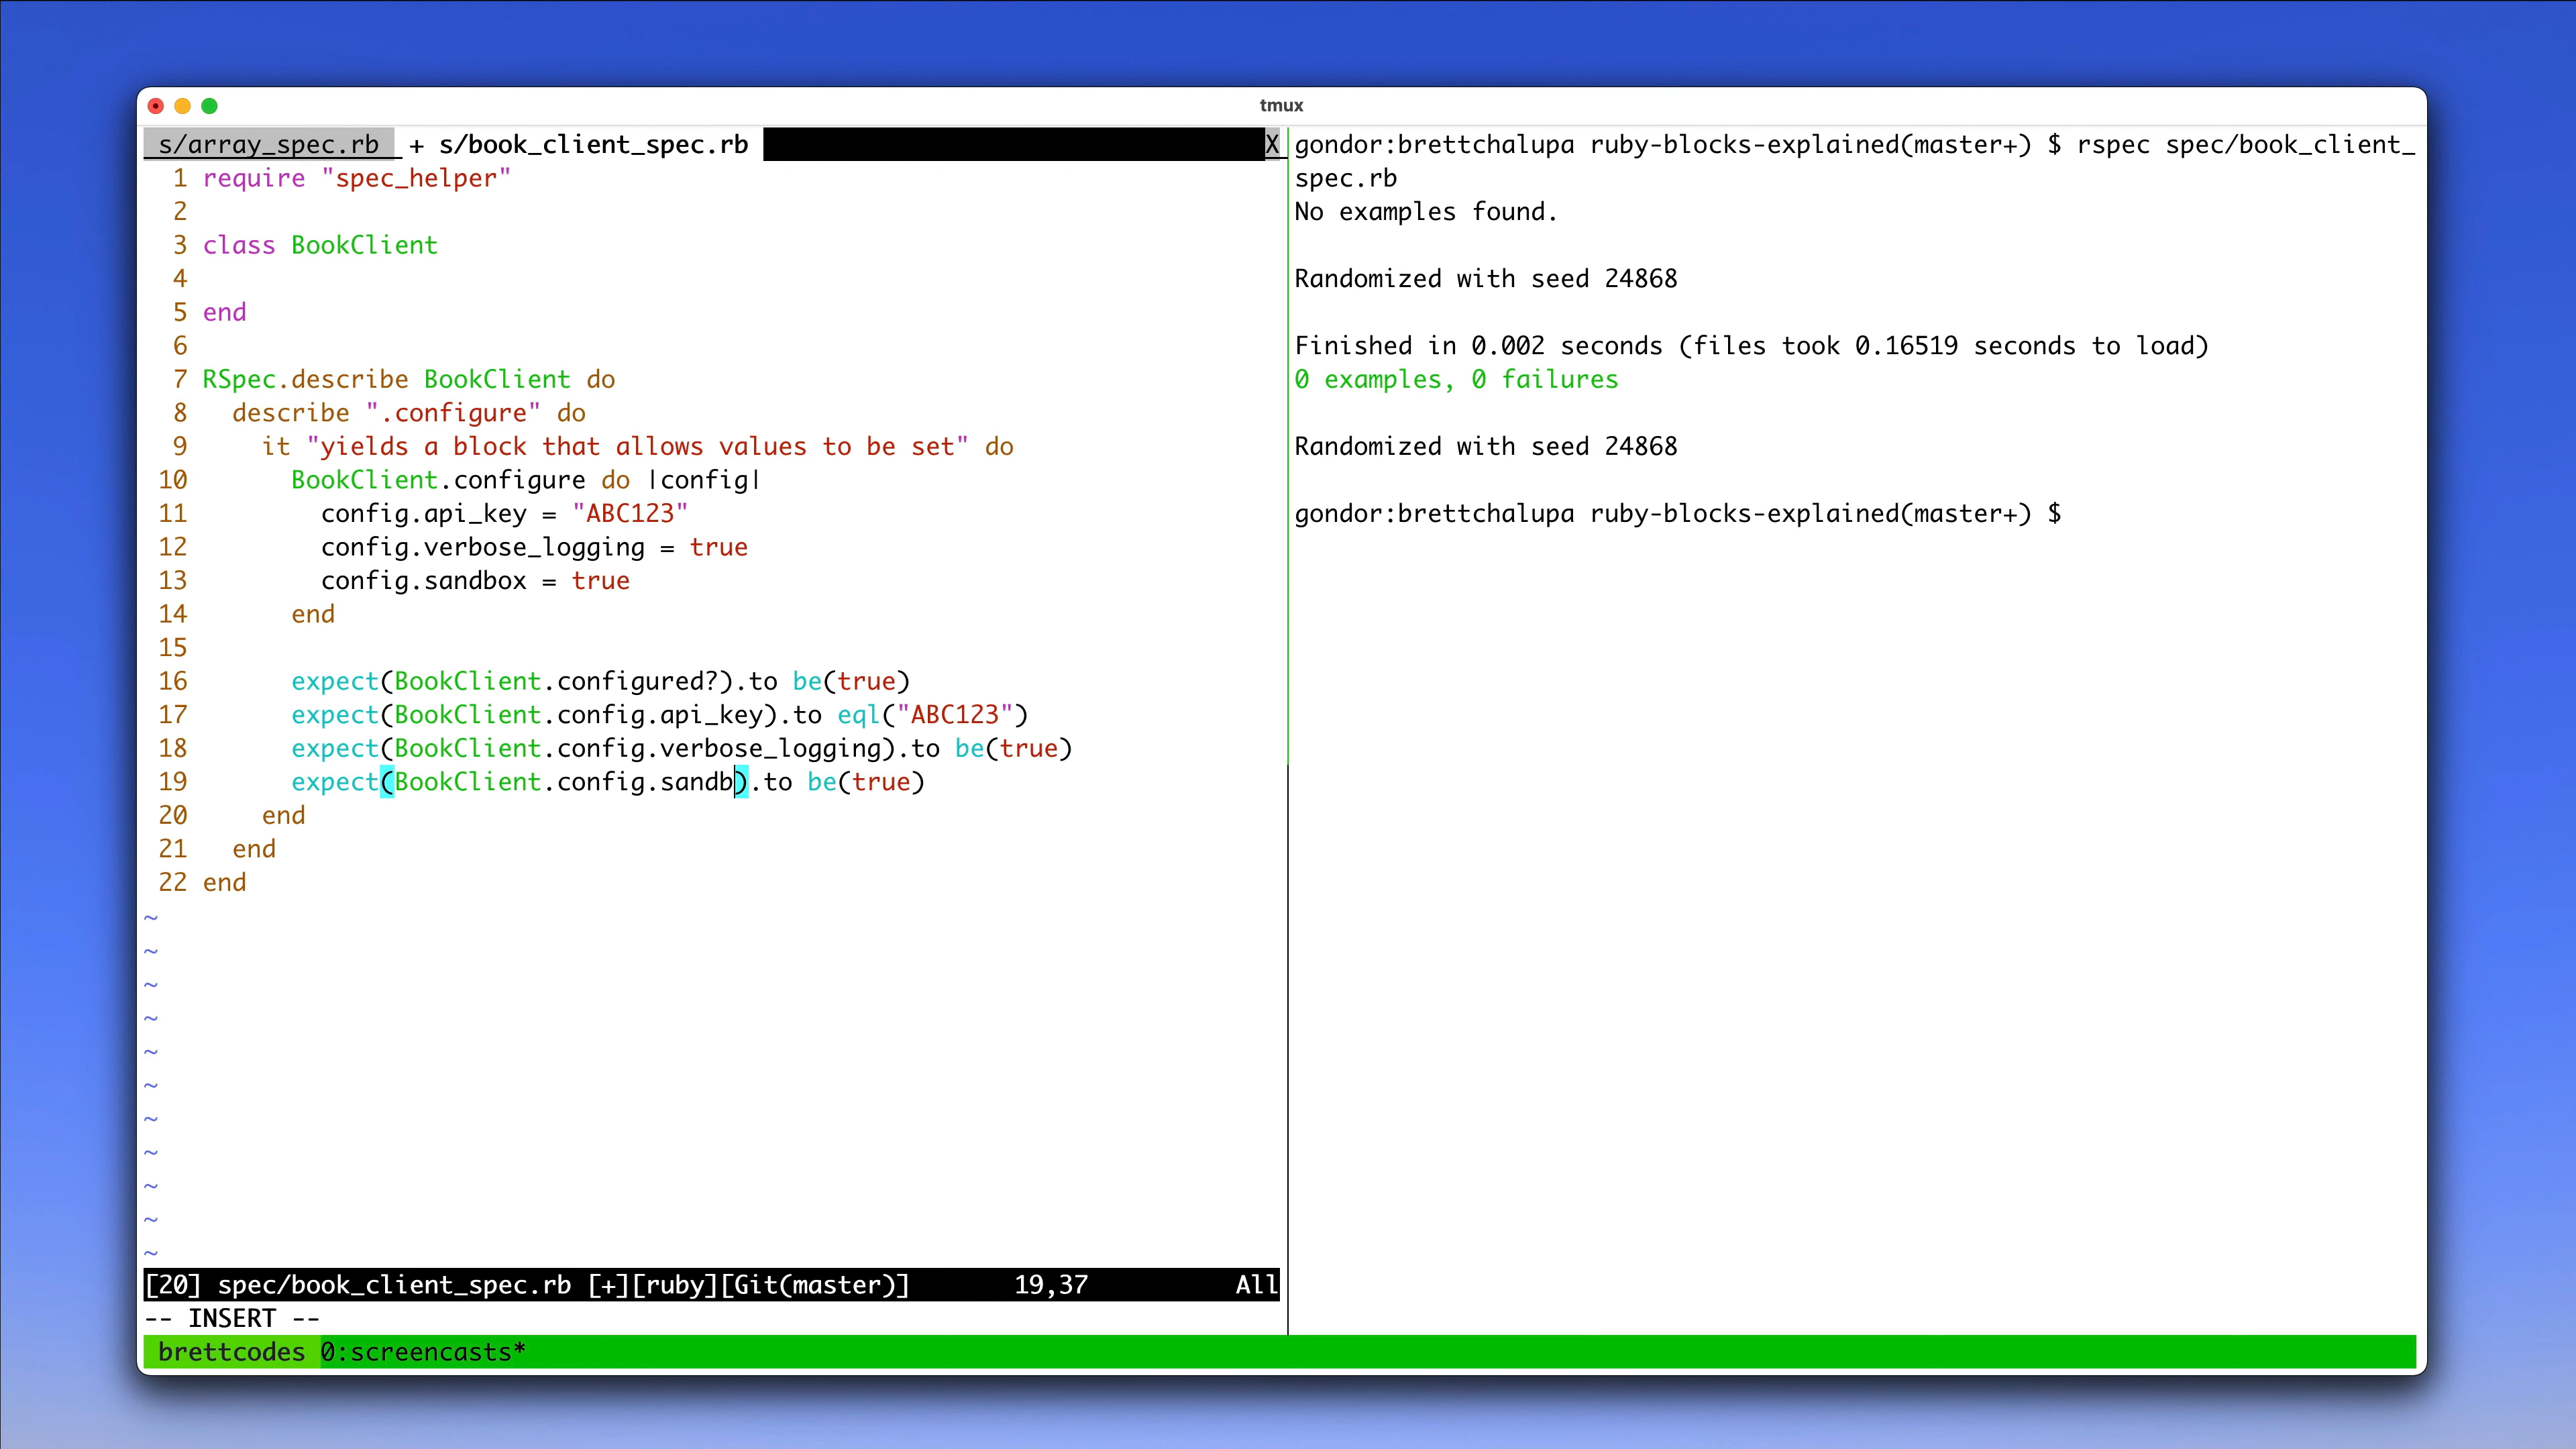 tmux
s/array_spec.rb + s/book_client_spec.rb X
1 require "spec_helper"
2
3 class BookClient
4
5 end
6
7 RSpec.describe BookClient do
8   describe ".configure" do
9     it "yields a block that allows values to be set" do
10       BookClient.configure do |config|
11         config.api_key = "ABC123"
12         config.verbose_logging = true
13         config.sandbox = true
14       end
15
16       expect(BookClient.configured?).to be(true)
17       expect(BookClient.config.api_key).to eql("ABC123")
18       expect(BookClient.config.verbose_logging).to be(true)
19       expect(BookClient.config.sandb).to be(true)
20     end
21   end
22 end
~
~
~
~
~
~
~
~
~
~
~
[20] spec/book_client_spec.rb [+][ruby][Git(master)] 19,37 All
-- INSERT --
gondor:brettchalupa ruby-blocks-explained(master+) $ rspec spec/book_client_
spec.rb
No examples found.
Randomized with seed 24868
Finished in 0.002 seconds (files took 0.16519 seconds to load)
0 examples, 0 failures
Randomized with seed 24868
gondor:brettchalupa ruby-blocks-explained(master+) $
brettcodes 0:screencasts*